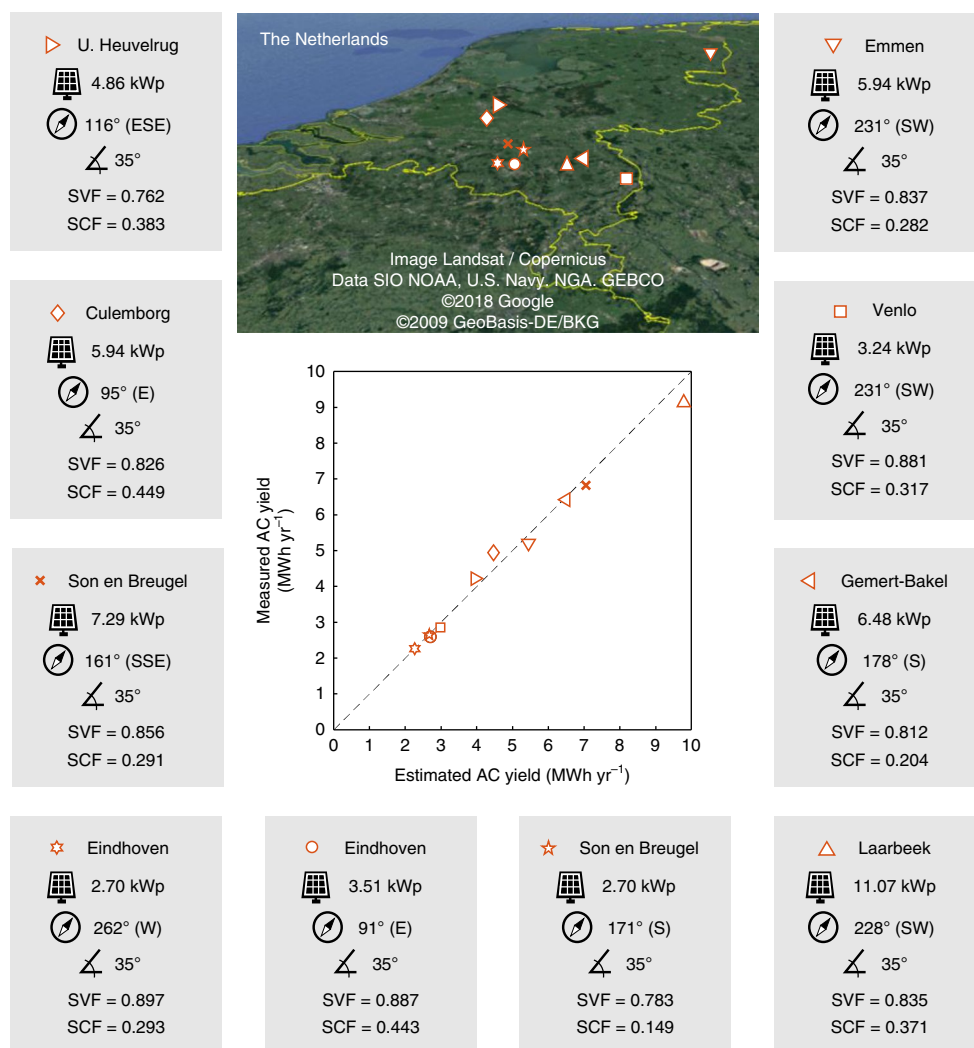 U. Heuvelrug
4.86 kWp
116° (ESE)
35°
SVF = 0.762
SCF = 0.383
The Netherlands
Image Landsat / Copernicus
Data SIO NOAA, U.S. Navy, NGA. GEBCO
©2018 Google
©2009 GeoBasis-DE/BKG
Emmen
5.94 kWp
231° (SW)
35°
SVF = 0.837
SCF = 0.282
Culemborg
5.94 kWp
95° (E)
35°
SVF = 0.826
SCF = 0.449
Venlo
3.24 kWp
231° (SW)
35°
SVF = 0.881
SCF = 0.317
10
9
8
7
6
5
4
3
2
1
0
Measured AC yield
(MWh yr⁻¹)
0 1 2 3 4 5 6 7 8 9 10
Estimated AC yield (MWh yr⁻¹)
Son en Breugel
7.29 kWp
161° (SSE)
35°
SVF = 0.856
SCF = 0.291
Gemert-Bakel
6.48 kWp
178° (S)
35°
SVF = 0.812
SCF = 0.204
Eindhoven
2.70 kWp
262° (W)
35°
SVF = 0.897
SCF = 0.293
Eindhoven
3.51 kWp
91° (E)
35°
SVF = 0.887
SCF = 0.443
Son en Breugel
2.70 kWp
171° (S)
35°
SVF = 0.783
SCF = 0.149
Laarbeek
11.07 kWp
228° (SW)
35°
SVF = 0.835
SCF = 0.371